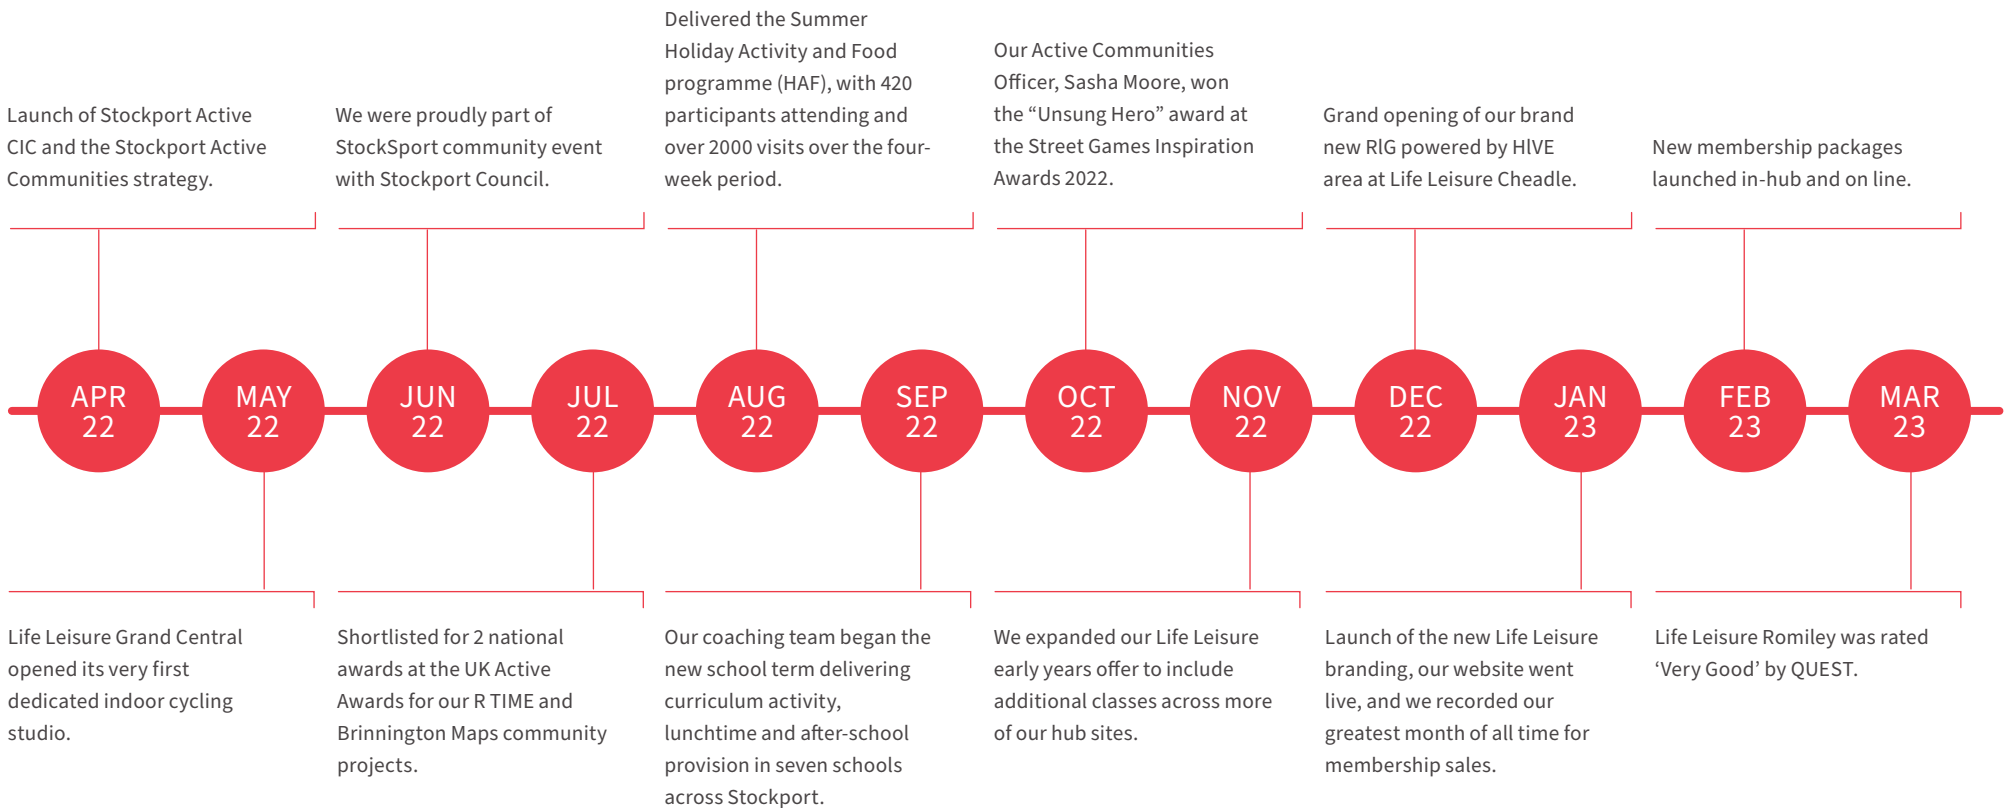 Launch of Stockport Active
CIC and the Stockport Active
Communities strategy.
We were proudly part of
StockSport community event
with Stockport Council.
Delivered the Summer
Holiday Activity and Food
programme (HAF), with 420
participants attending and
over 2000 visits over the four-
week period.
Our Active Communities
Officer, Sasha Moore, won
the “Unsung Hero” award at
the Street Games Inspiration
Awards 2022.
Grand opening of our brand
new RIG powered by HIVE
area at Life Leisure Cheadle.
New membership packages
launched in-hub and on line.
APR
22
MAY
22
JUN
22
JUL
22
AUG
22
SEP
22
OCT
22
NOV
22
DEC
22
JAN
23
FEB
23
MAR
23
Life Leisure Grand Central
opened its very first
dedicated indoor cycling
studio.
Shortlisted for 2 national
awards at the UK Active
Awards for our R TIME and
Brinnington Maps community
projects.
Our coaching team began the
new school term delivering
curriculum activity,
lunchtime and after-school
provision in seven schools
across Stockport.
We expanded our Life Leisure
early years offer to include
additional classes across more
of our hub sites.
Launch of the new Life Leisure
branding, our website went
live, and we recorded our
greatest month of all time for
membership sales.
Life Leisure Romiley was rated
‘Very Good’ by QUEST.